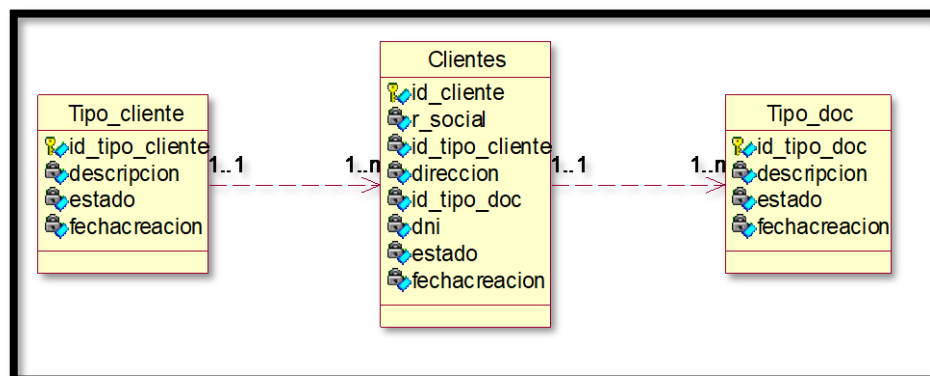 Tipo_cliente
id_tipo_cliente
descripcion
estado
fechacreacion
1..1
1..n
Clientes
id_cliente
r_social
id_tipo_cliente
direccion
id_tipo_doc
dni
estado
fechacreacion
1..1
1..n
Tipo_doc
id_tipo_doc
descripcion
estado
fechacreacion